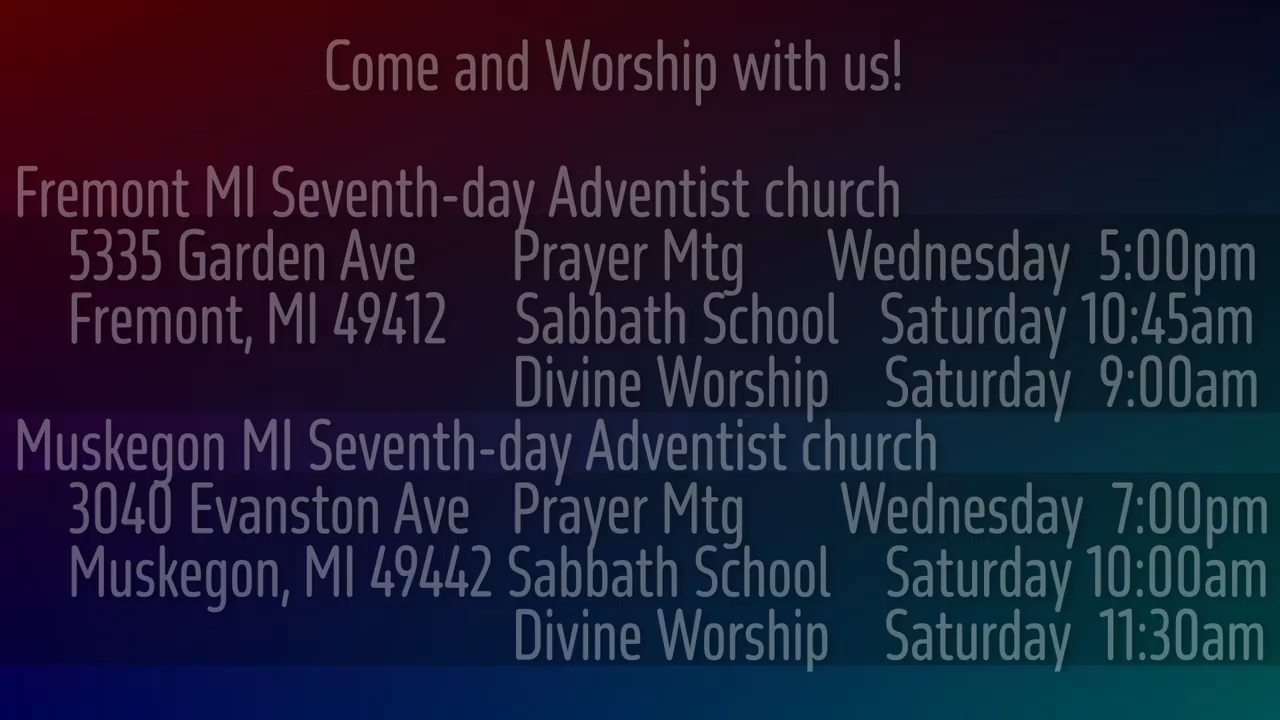 Come and Worship with us!
Fremont MI Seventh-day Adventist church
5335 Garden Ave Prayer Mtg Wednesday 5:00pm
Fremont, MI 49412 Sabbath School Saturday 10:45am
Divine Worship Saturday 9:00am
Muskegon MI Seventh-day Adventist church
3040 Evanston Ave Prayer Mtg Wednesday 7:00pm
Muskegon, MI 49442 Sabbath School Saturday 10:00am
Divine Worship Saturday 11:30am